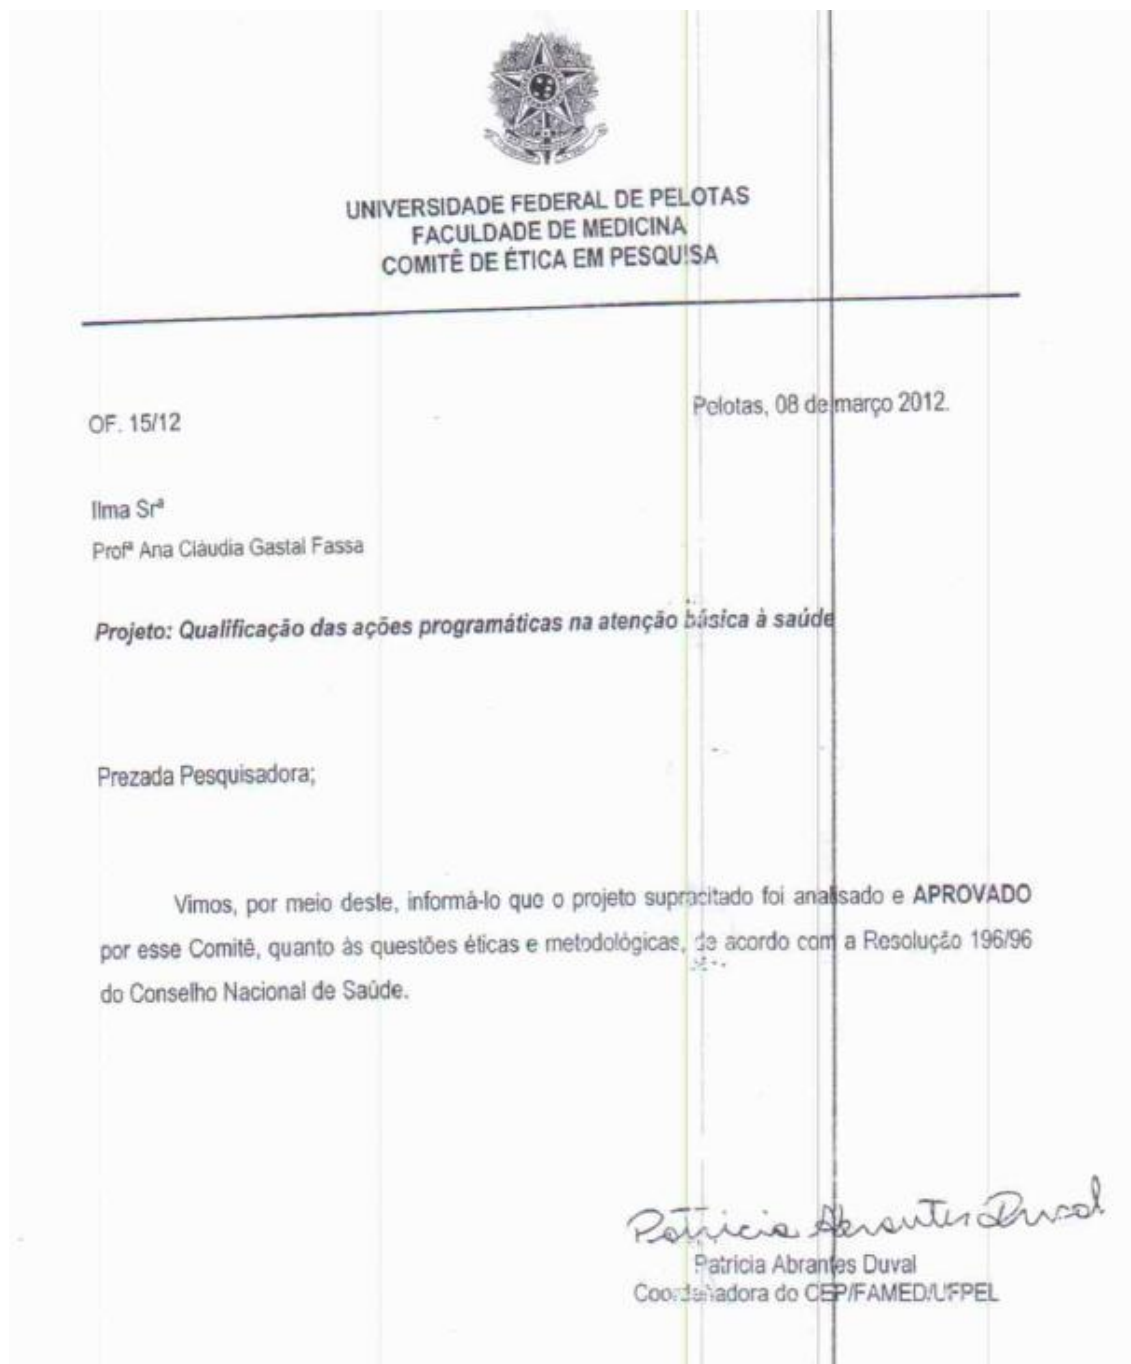 UNIVERSIDADE FEDERAL DE PELOTAS
FACULDADE DE MEDICINA
COMITÊ DE ÉTICA EM PESQUISA
OF. 15/12
Pelotas, 08 de março 2012.
Ilma Srª
Profª Ana Cláudia Gastal Fassa
Projeto: Qualificação das ações programáticas na atenção básica à saúde
Prezada Pesquisadora;
Vimos, por meio deste, informá-lo que o projeto supracitado foi analisado e APROVADO
por esse Comitê, quanto às questões éticas e metodológicas, de acordo com a Resolução 196/96
do Conselho Nacional de Saúde.
Patricia Abrantes Duval
Patricia Abrantes Duval
Coordenadora do CEP/FAMED/UFPEL